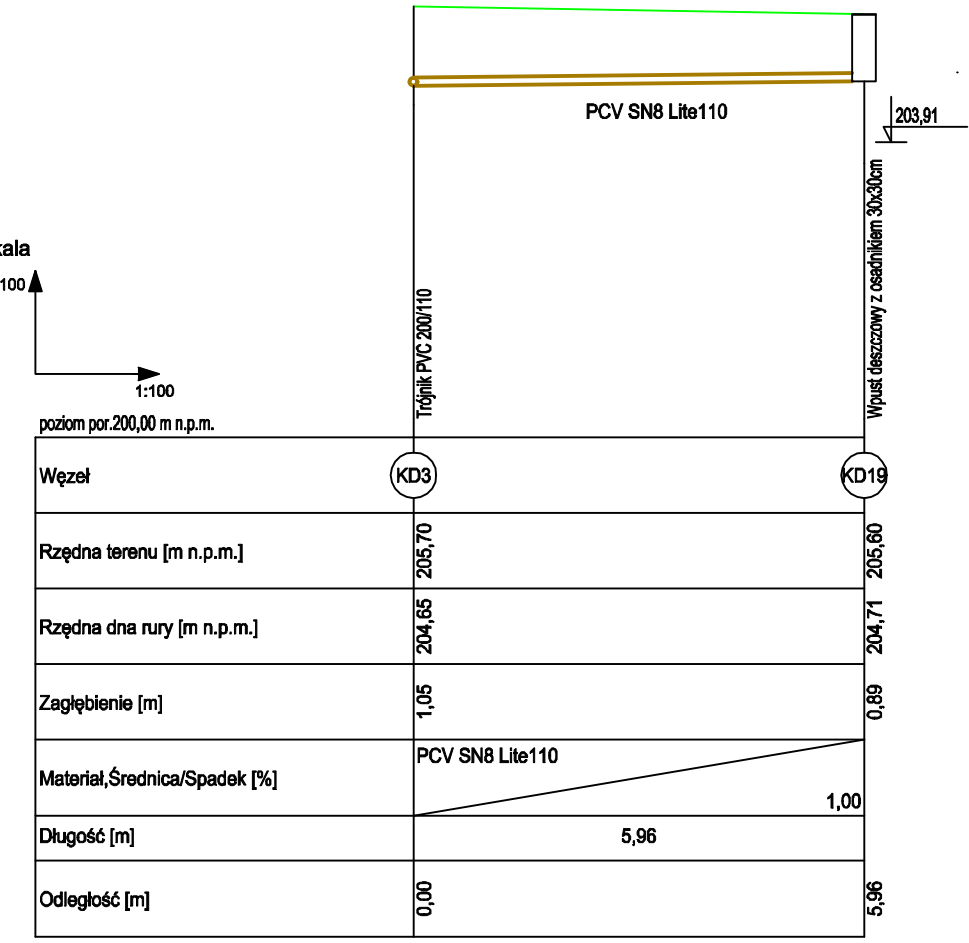 PCV SN8 Lite110
203,91
Wpust deszczowy z osadnikiem 30x30cm
Trójnik PVC 200/110
kala
100
1:100
poziom por.200,00 m n.p.m.
Węzeł KD3 KD19
Rzędna terenu [m n.p.m.] 205,70 205,60
Rzędna dna rury [m n.p.m.] 204,65 204,71
Zagłębienie [m] 1,05 0,89
Materiał,Średnica/Spadek [%] PCV SN8 Lite110 1,00
Długość [m] 5,96
Odległość [m] 0,00 5,96